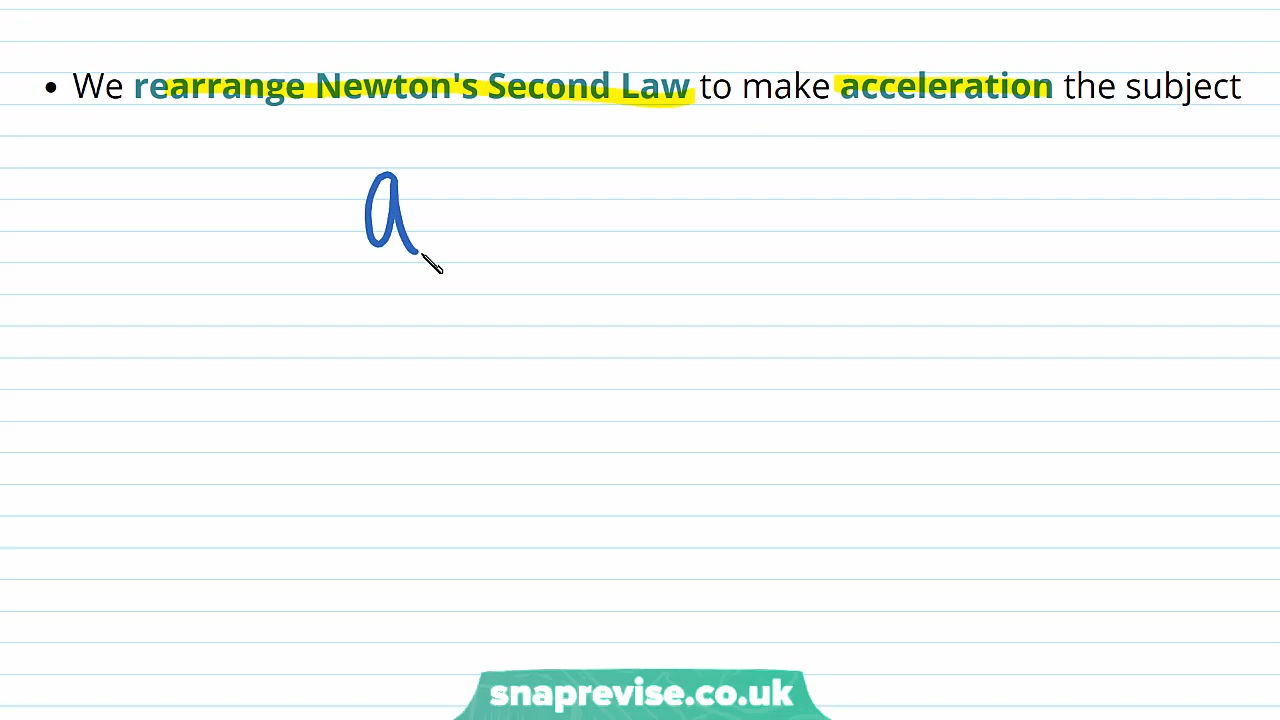 • We rearrange Newton's Second Law to make acceleration the subject
a
snaprevise.co.uk